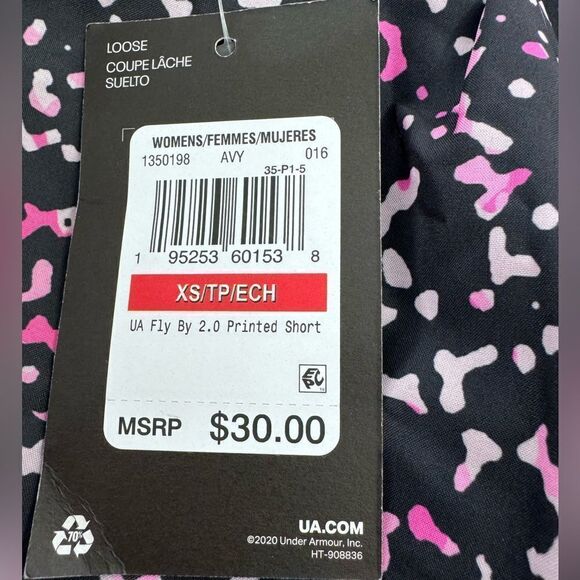 LOOSE
COUPE LÂCHE
SUELTO
WOMENS/FEMMES/MUJERES
1350198 AVY 016
35-P1-5
1 95253 60153 8
XS/TP/ECH
UA Fly By 2.0 Printed Short
EPC
MSRP $30.00
70%
UA.COM
©2020 Under Armour, Inc.
HT-908836